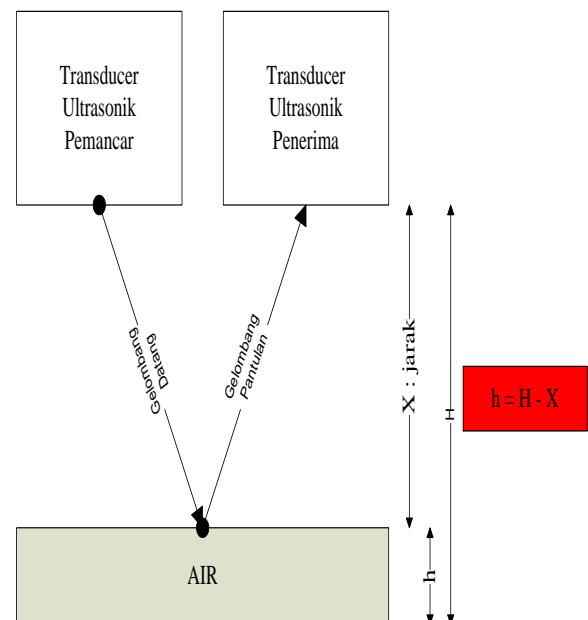 Transducer
Ultrasonik
Pemancar
Transducer
Ultrasonik
Penerima
Gelombang
Datang
Gelombang
Pantulan
X : jarak
H
h = H - X
AIR
h